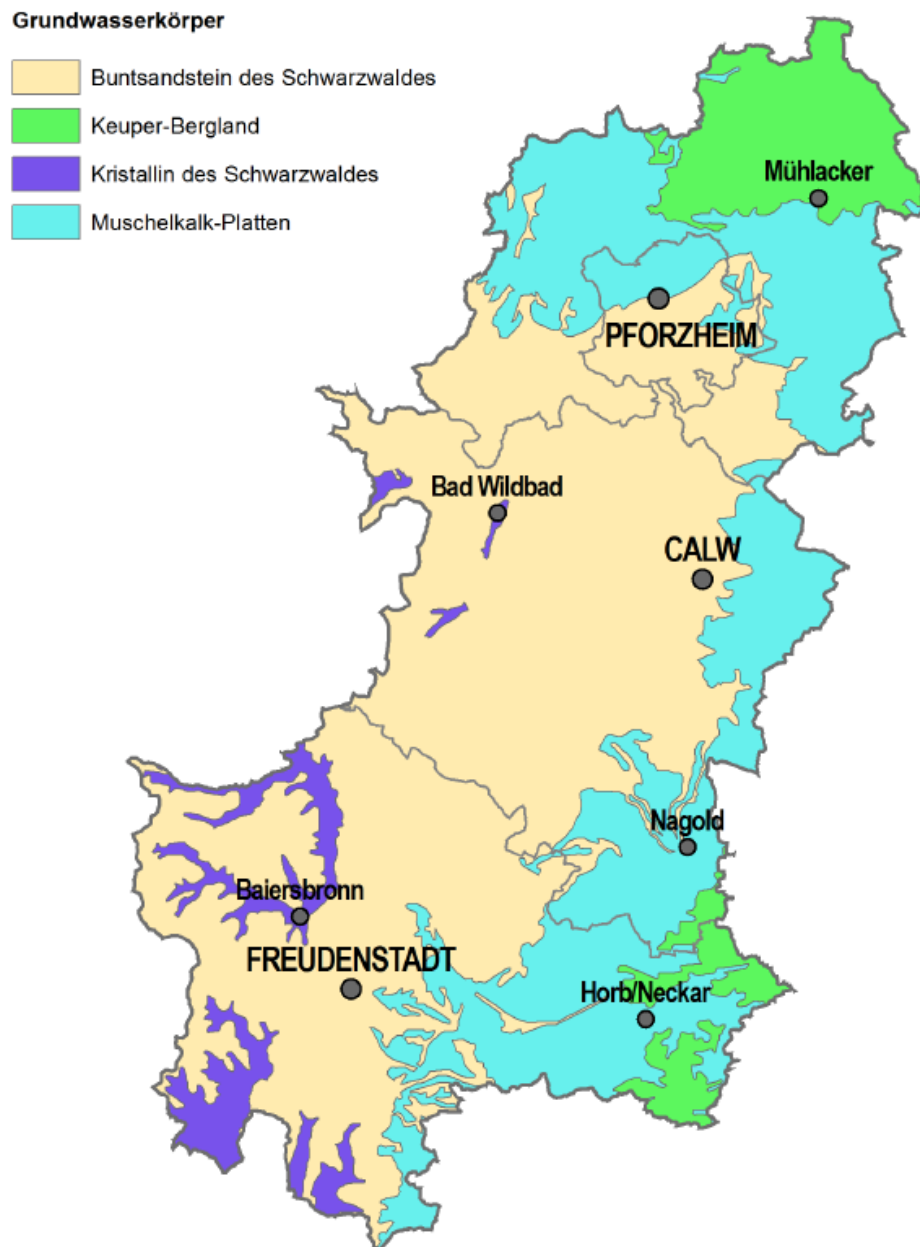 Grundwasserkörper
Buntsandstein des Schwarzwaldes
Keuper-Bergland
Kristallin des Schwarzwaldes
Muschelkalk-Platten
Mühlacker
PFORZHEIM
Bad Wildbad
CALW
Nagold
Baiersbronn
FREUDENSTADT
Horb/Neckar